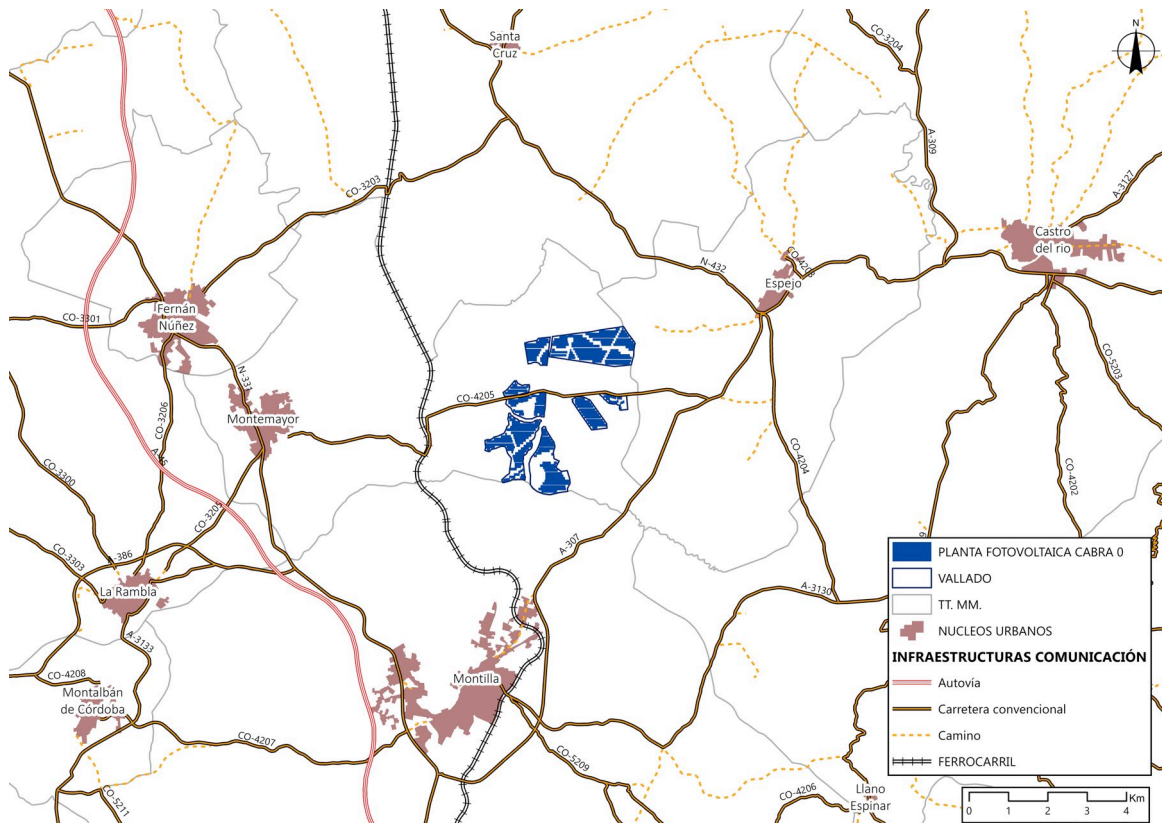 Santa
Cruz
CO-3204
N
A-309
A-3127
CO-3203
Castro
del rio
N-432
CO-4203
Espejo
CO-3301
Fernán
Núñez
N-331
CO-3206
CO-4205
CO-5203
Montemayor
A-45
CO-3300
CO-4204
CO-4202
CO-3205
A-307
CO-3303
A-386
La Rambla
A-3130
A-3133
CO-4208
Montalbán
de Córdoba
Montilla
CO-4207
CO-5209
CO-5211
CO-4206
Llano
Espinar
PLANTA FOTOVOLTAICA CABRA 0
VALLADO
TT. MM.
NUCLEOS URBANOS
INFRAESTRUCTURAS COMUNICACIÓN
Autovía
Carretera convencional
Camino
FERROCARRIL
Km
0 1 2 3 4